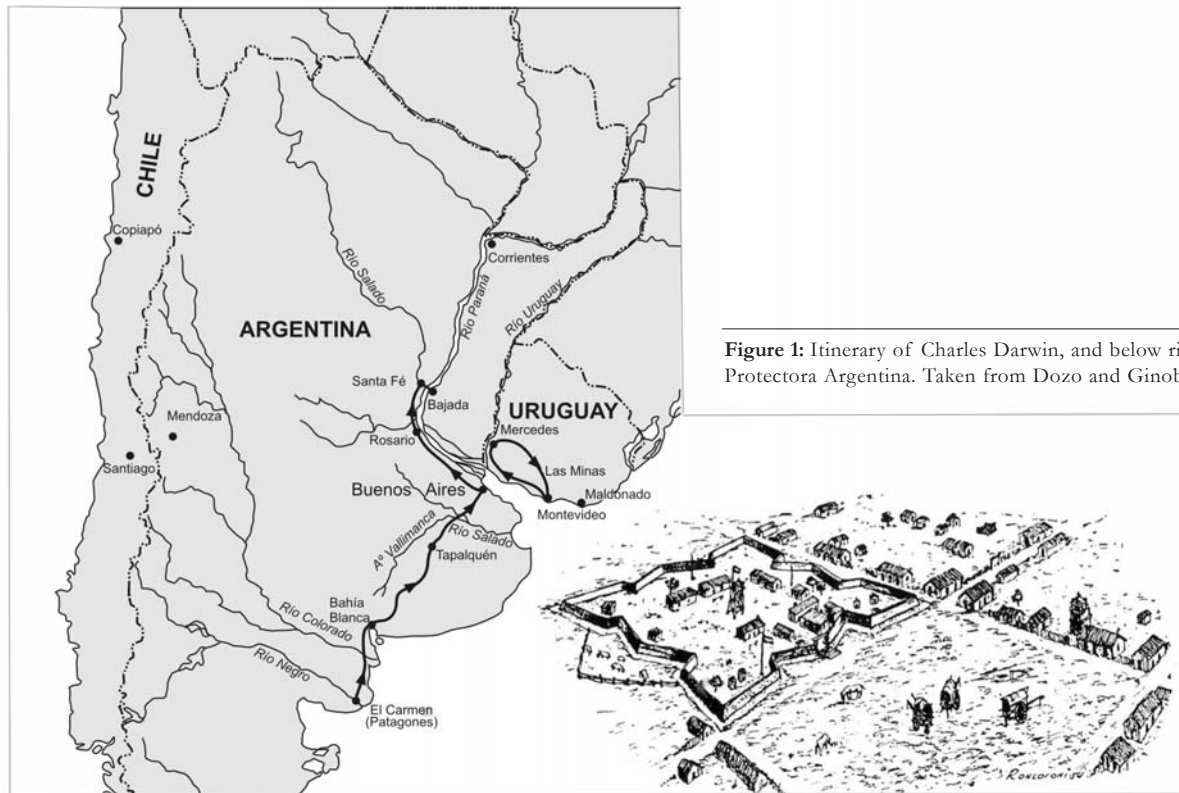 CHILE
Copiapó
Corrientes
Río Salado
Río Paraná
Río Uruguay
ARGENTINA
Santa Fé
Bajada
URUGUAY
Mendoza
Mercedes
Rosario
Santiago
Las Minas
Buenos Aires
Maldonado
Montevideo
Aº Vallimanca
Río Salado
Tapalquén
Bahía
Blanca
Río Colorado
Río Negro
El Carmen
(Patagones)
Figure 1: Itinerary of Charles Darwin, and below ri
Protectora Argentina. Taken from Dozo and Ginob